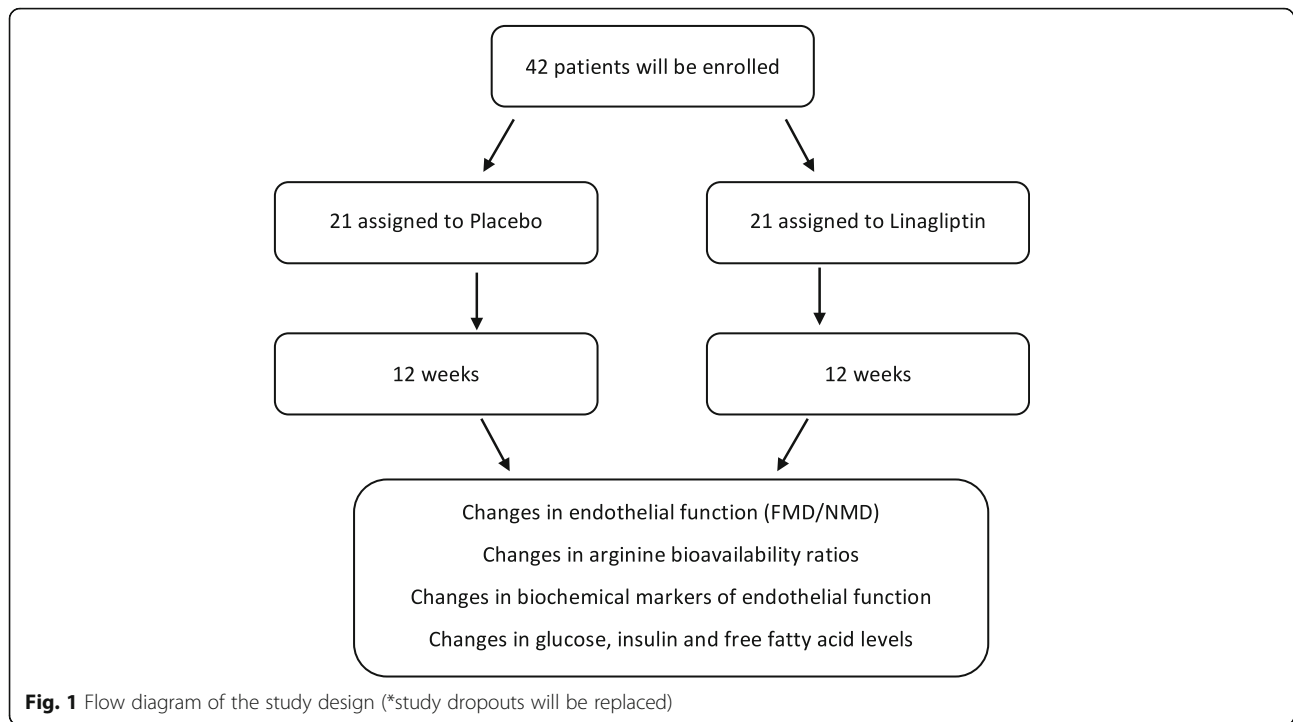 42 patients will be enrolled
21 assigned to Placebo
21 assigned to Linagliptin
12 weeks
12 weeks
Changes in endothelial function (FMD/NMD)
Changes in arginine bioavailability ratios
Changes in biochemical markers of endothelial function
Changes in glucose, insulin and free fatty acid levels
Fig. 1 Flow diagram of the study design (*study dropouts will be replaced)